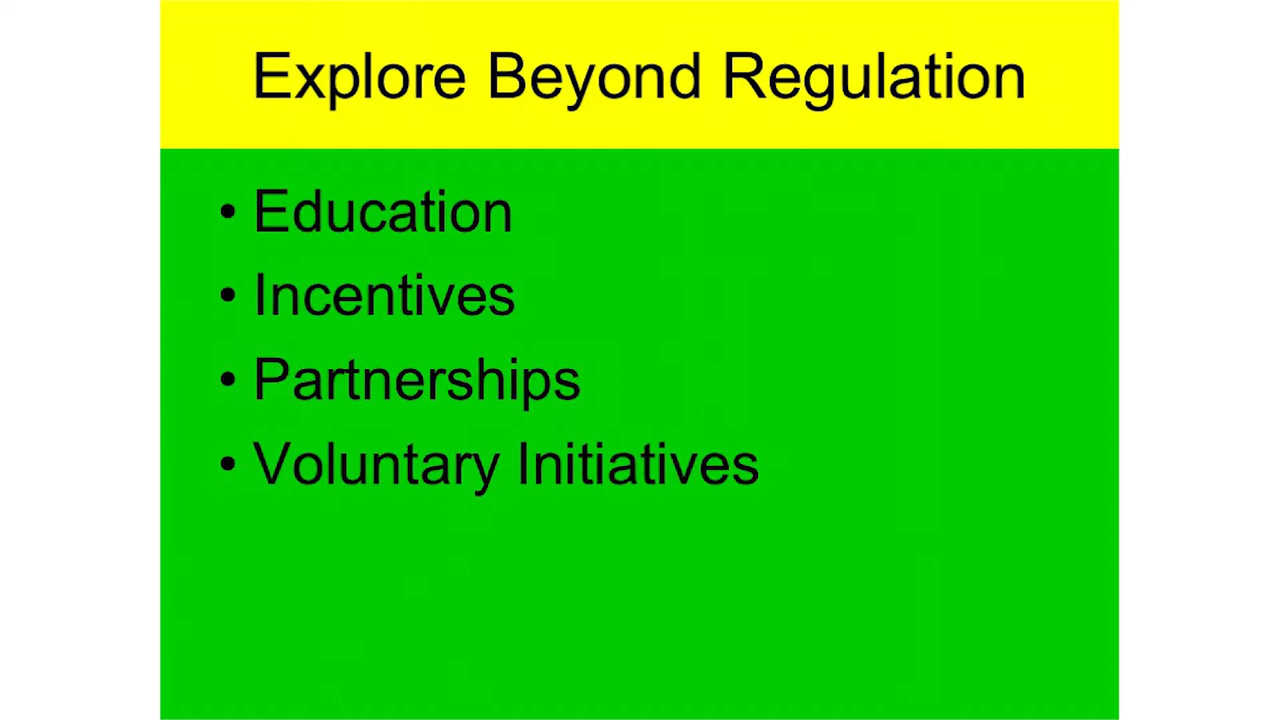 Explore Beyond Regulation
• Education
• Incentives
• Partnerships
• Voluntary Initiatives